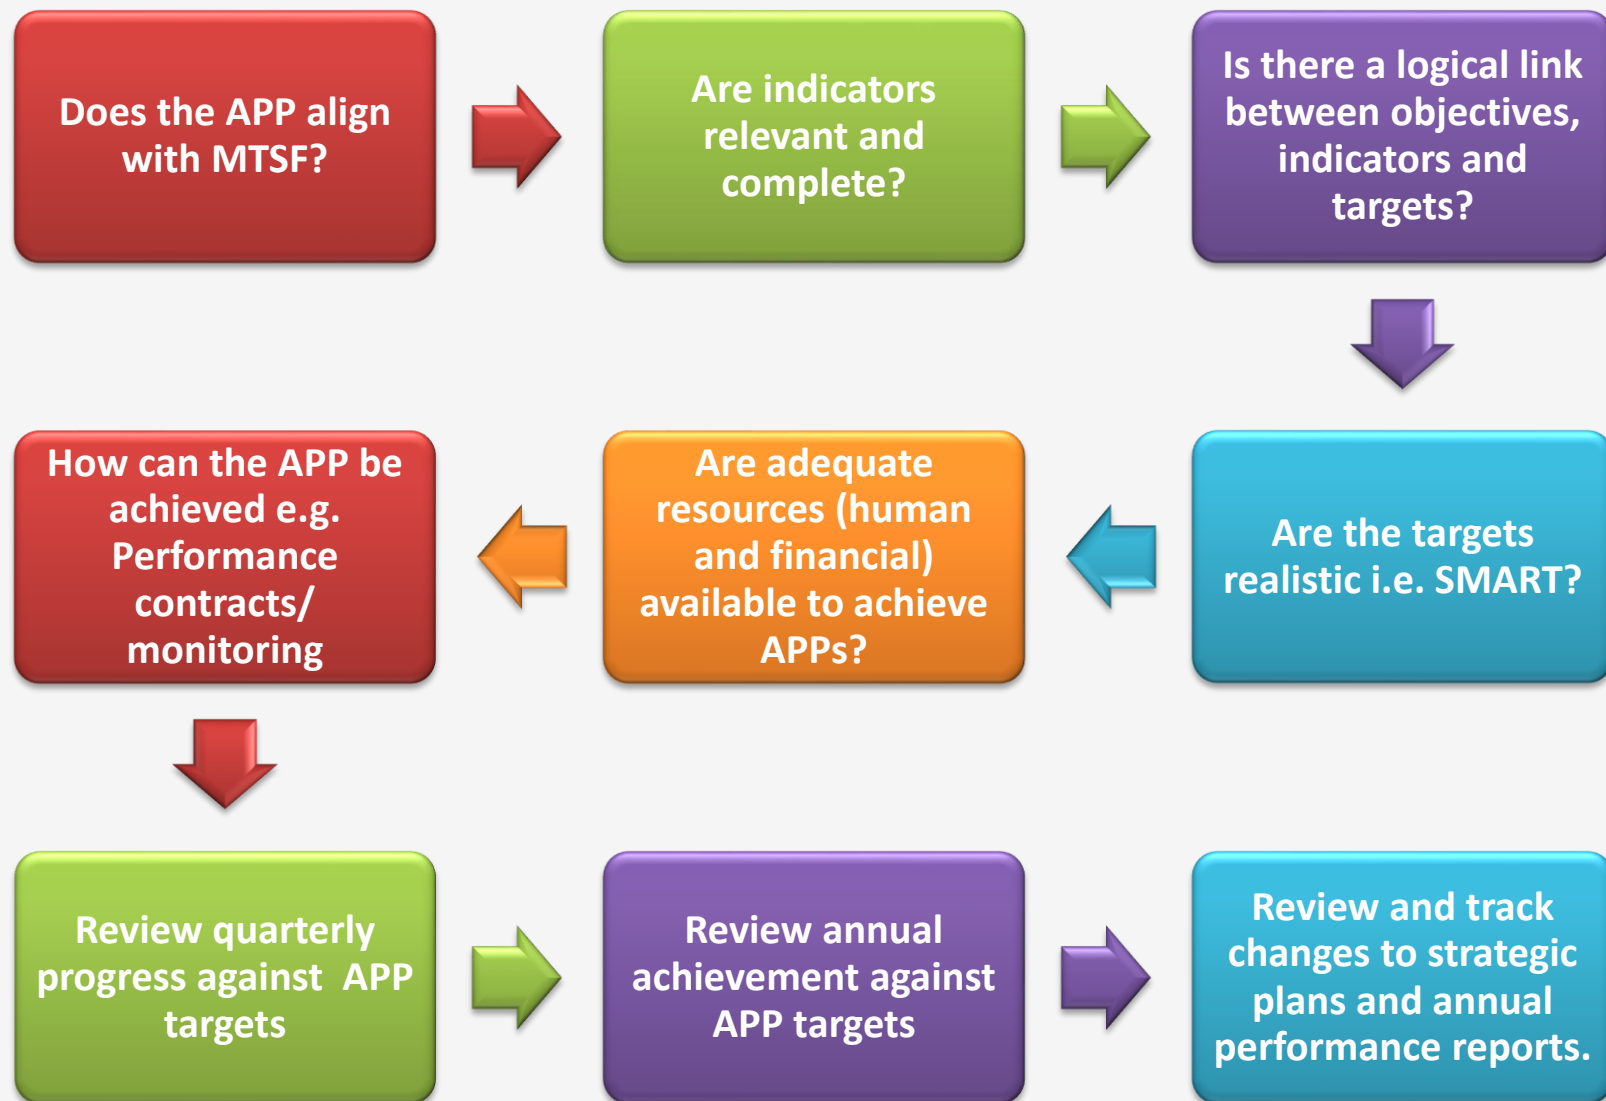 Does the APP align
with MTSF?
Are indicators
relevant and
complete?
Is there a logical link
between objectives,
indicators and
targets?
Are the targets
realistic i.e. SMART?
Are adequate
resources (human
and financial)
available to achieve
APPs?
How can the APP be
achieved e.g.
Performance
contracts/
monitoring
Review quarterly
progress against APP
targets
Review annual
achievement against
APP targets
Review and track
changes to strategic
plans and annual
performance reports.